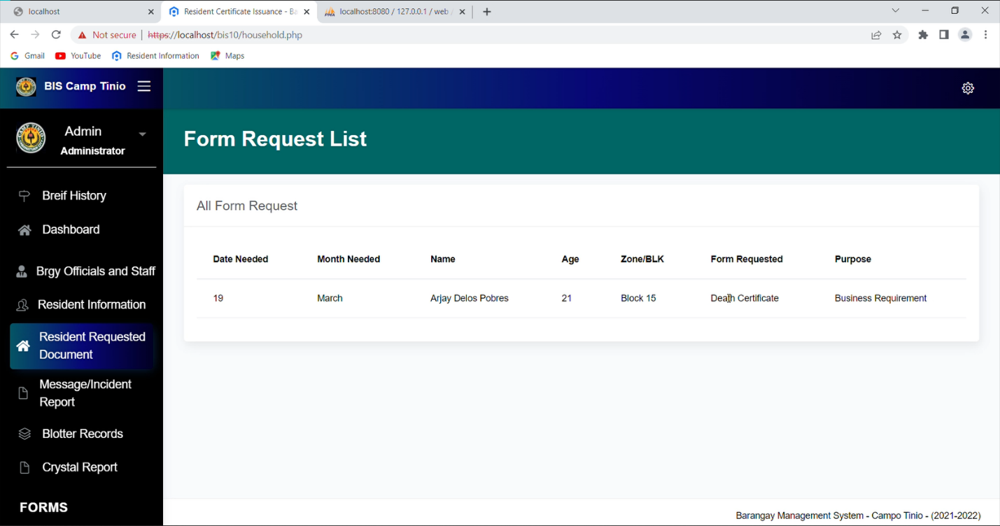 localhost
Resident Certificate Issuance - Ba
PMA
localhost:8080 / 127.0.0.1 / web
Not secure | https://localhost/bis10/household.php
Gmail
YouTube
Resident Information
Maps
BIS Camp Tinio
Admin
Administrator
Breif History
Dashboard
Brgy Officials and Staff
Resident Information
Resident Requested
Document
Message/Incident
Report
Blotter Records
Crystal Report
FORMS
Form Request List
All Form Request
Date Needed Month Needed Name Age Zone/BLK Form Requested Purpose
19 March Arjay Delos Pobres 21 Block 15 Death Certificate Business Requirement
Barangay Management System - Campo Tinio - (2021-2022)